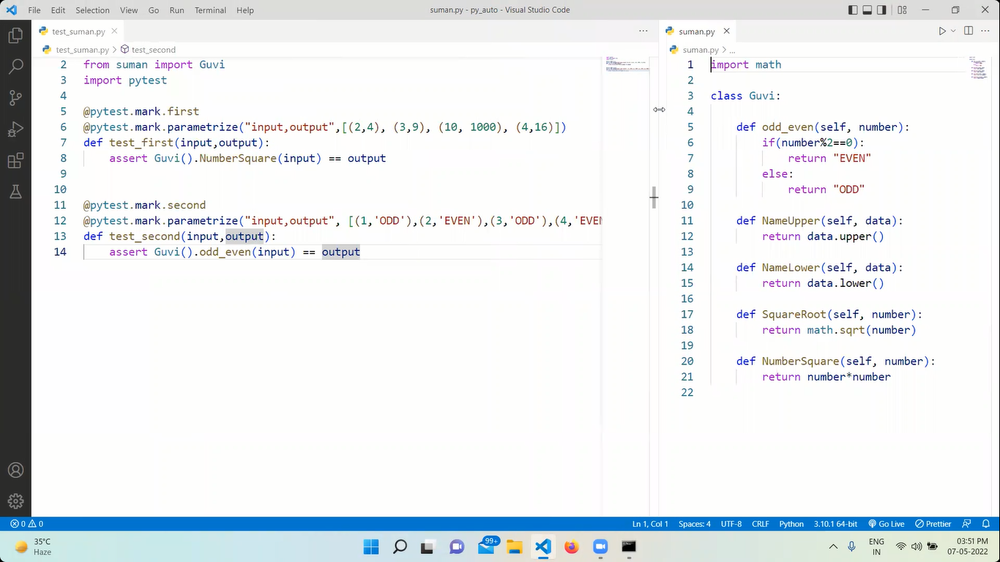 File Edit Selection View Go Run Terminal Help
suman.py - py_auto - Visual Studio Code
test_suman.py
test_suman.py > test_second
2 from suman import Guvi
3 import pytest
4
5 @pytest.mark.first
6 @pytest.mark.parametrize("input,output",[(2,4), (3,9), (10, 1000), (4,16)])
7 def test_first(input,output):
8 assert Guvi().NumberSquare(input) == output
9
10
11 @pytest.mark.second
12 @pytest.mark.parametrize("input,output", [(1,'ODD'),(2,'EVEN'),(3,'ODD'),(4,'EVEN
13 def test_second(input,output):
14 assert Guvi().odd_even(input) == output
suman.py
suman.py > ...
1 import math
2
3 class Guvi:
4
5 def odd_even(self, number):
6 if(number%2==0):
7 return "EVEN"
8 else:
9 return "ODD"
10
11 def NameUpper(self, data):
12 return data.upper()
13
14 def NameLower(self, data):
15 return data.lower()
16
17 def SquareRoot(self, number):
18 return math.sqrt(number)
19
20 def NumberSquare(self, number):
21 return number*number
22
0 0 Ln 1, Col 1 Spaces: 4 UTF-8 CRLF Python 3.10.1 64-bit Go Live Prettier
35°C
Haze
99+
ENG
IN
03:51 PM
07-05-2022